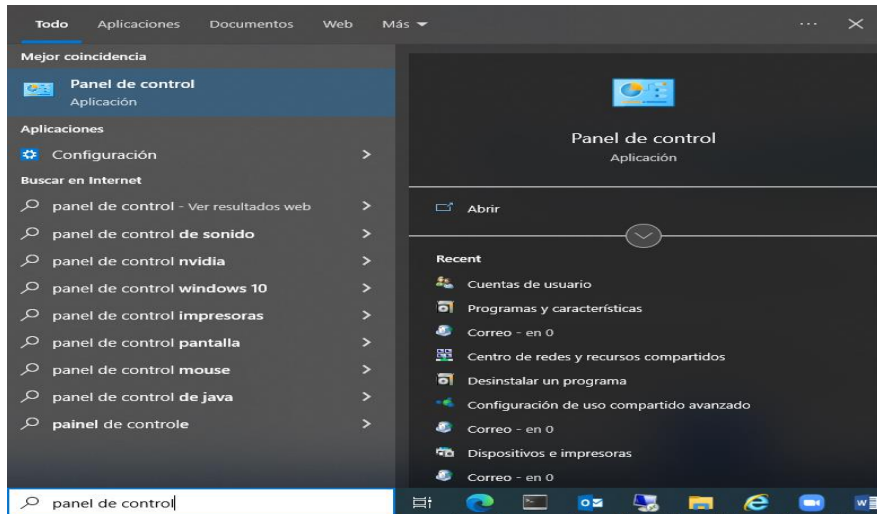 Todo Aplicaciones Documentos Web Más
Mejor coincidencia
Panel de control
Aplicación
Aplicaciones
Configuración
Buscar en Internet
panel de control - Ver resultados web
panel de control de sonido
panel de control nvidia
panel de control windows 10
panel de control impresoras
panel de control pantalla
panel de control mouse
panel de control de java
painel de controle
Panel de control
Aplicación
Abrir
Recent
Cuentas de usuario
Programas y características
Correo - en 0
Centro de redes y recursos compartidos
Desinstalar un programa
Configuración de uso compartido avanzado
Correo - en 0
Dispositivos e impresoras
Correo - en 0
panel de control